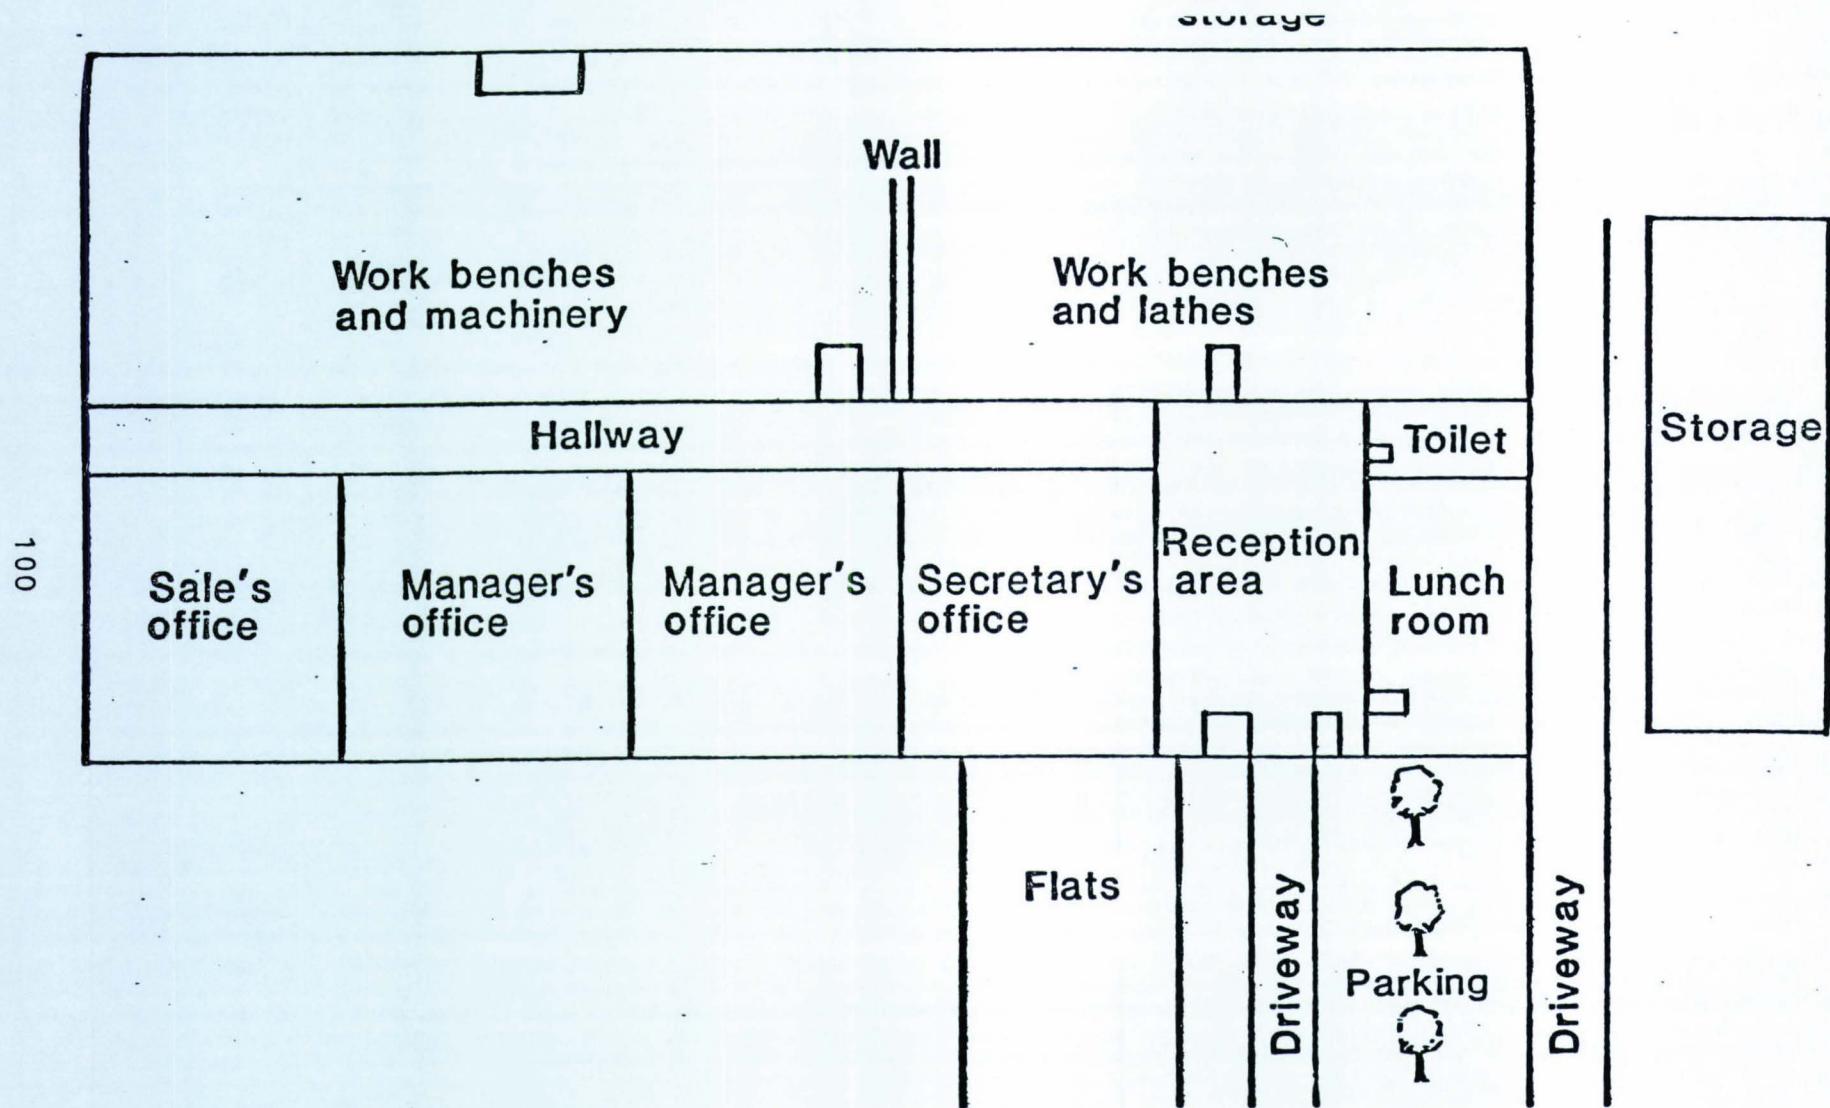 storage
Wall
Work benches
and machinery
Work benches
and lathes
Hallway
Toilet
Storage
Reception
area
Sale's
office
Manager's
office
Manager's
office
Secretary's
office
Lunch
room
100
Flats
Driveway
Parking
Driveway